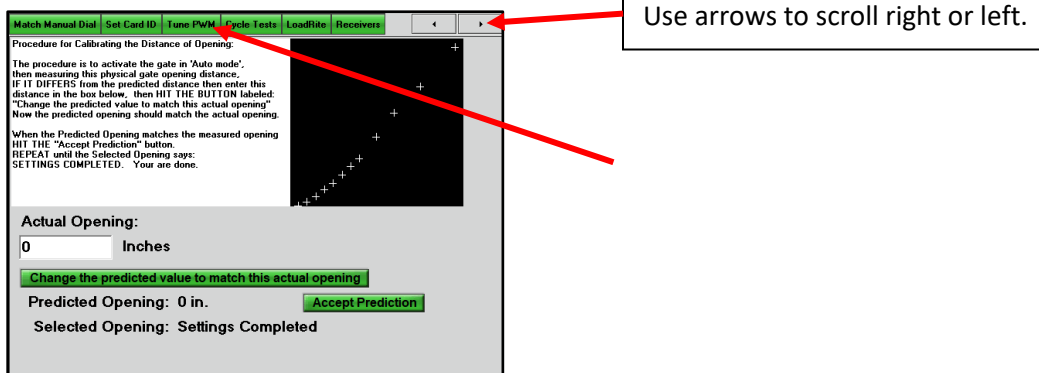 Match Manual Dial Set Card ID Tune PWM Cycle Tests LoadRite Receivers
Use arrows to scroll right or left.
Procedure for Calibrating the Distance of Opening:
The procedure is to activate the gate in 'Auto mode',
then measuring this physical gate opening distance,
IF IT DIFFERS from the predicted distance then enter this
distance in the box below, then HIT THE BUTTON labeled:
"Change the predicted value to match this actual opening"
Now the predicted opening should match the actual opening.
When the Predicted Opening matches the measured opening
HIT THE "Accept Prediction" button.
REPEAT until the Selected Opening says:
SETTINGS COMPLETED. Your are done.
Actual Opening:
0 Inches
Change the predicted value to match this actual opening
Predicted Opening: 0 in. Accept Prediction
Selected Opening: Settings Completed